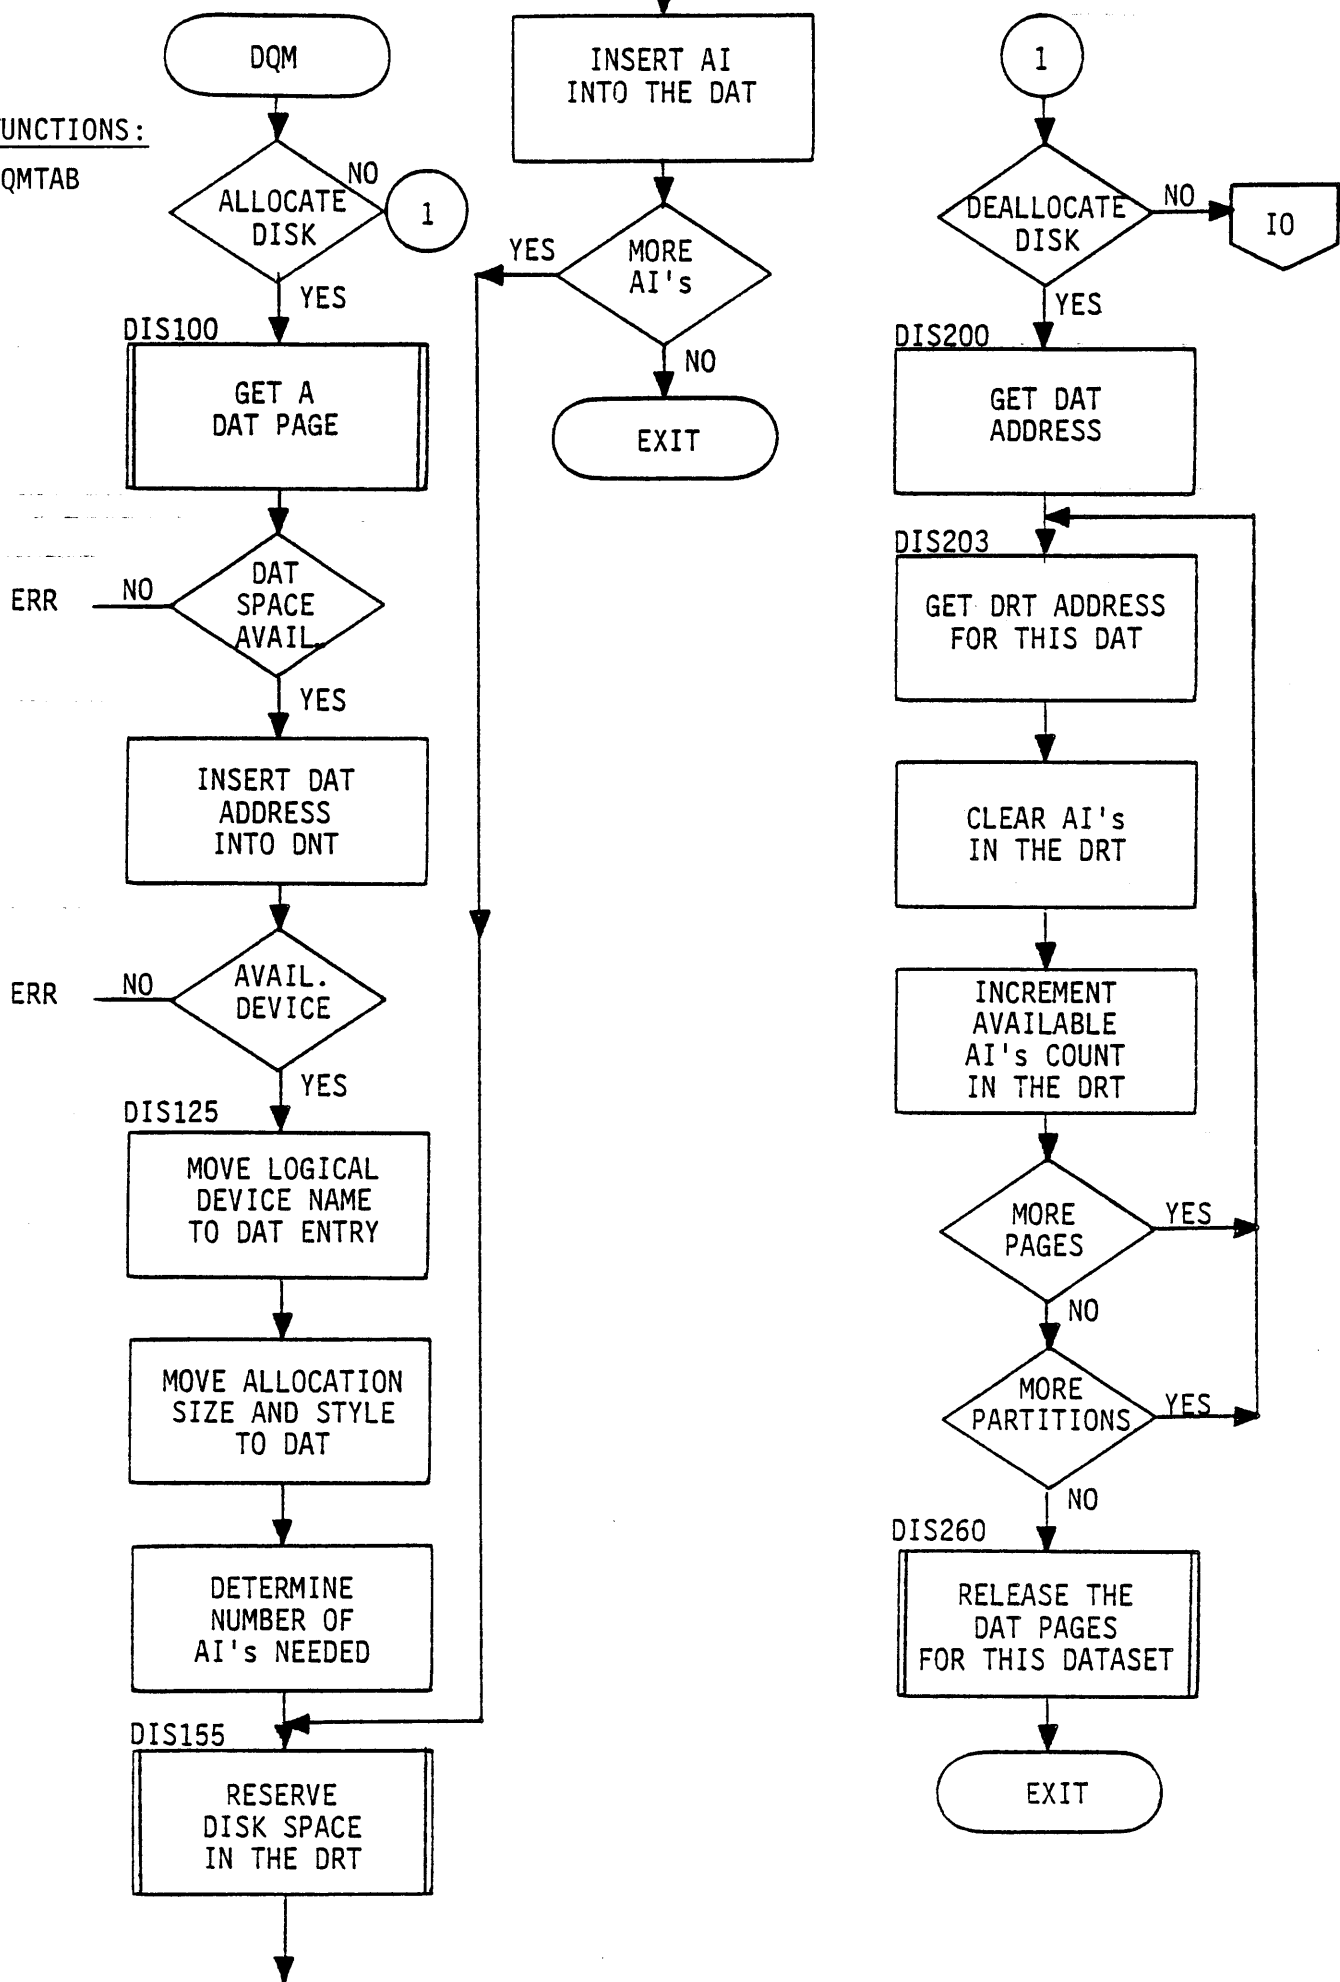 DQM
UNCTIONS:
QMTAB
ALLOCATE
DISK
NO
1
YES
DIS100
GET A
DAT PAGE
DAT
SPACE
AVAIL.
NO
ERR
YES
INSERT DAT
ADDRESS
INTO DNT
AVAIL.
DEVICE
NO
ERR
YES
DIS125
MOVE LOGICAL
DEVICE NAME
TO DAT ENTRY
MOVE ALLOCATION
SIZE AND STYLE
TO DAT
DETERMINE
NUMBER OF
AI's NEEDED
DIS155
RESERVE
DISK SPACE
IN THE DRT
INSERT AI
INTO THE DAT
MORE
AI's
YES
NO
EXIT
1
DEALLOCATE
DISK
NO
IO
YES
DIS200
GET DAT
ADDRESS
DIS203
GET DRT ADDRESS
FOR THIS DAT
CLEAR AI's
IN THE DRT
INCREMENT
AVAILABLE
AI's COUNT
IN THE DRT
MORE
PAGES
YES
NO
MORE
PARTITIONS
YES
NO
DIS260
RELEASE THE
DAT PAGES
FOR THIS DATASET
EXIT